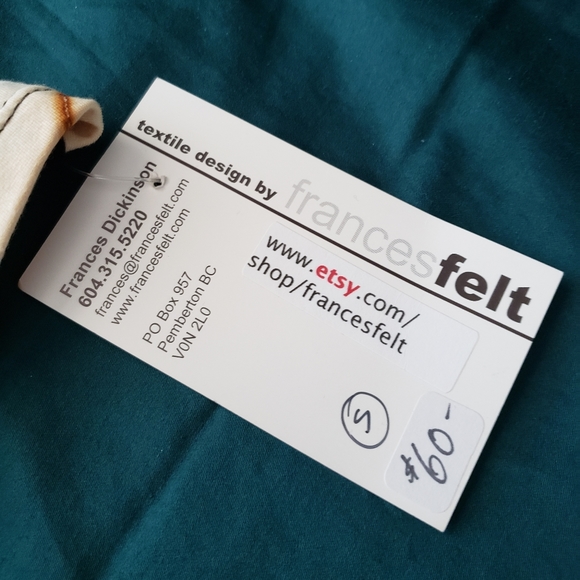 textile design by francesfelt
Frances Dickinson
604.315.5220
frances@francesfelt.com
www.francesfelt.com
PO Box 957
Pemberton BC
V0N 2L0
www.etsy.com/
shop/francesfelt
S
$60-